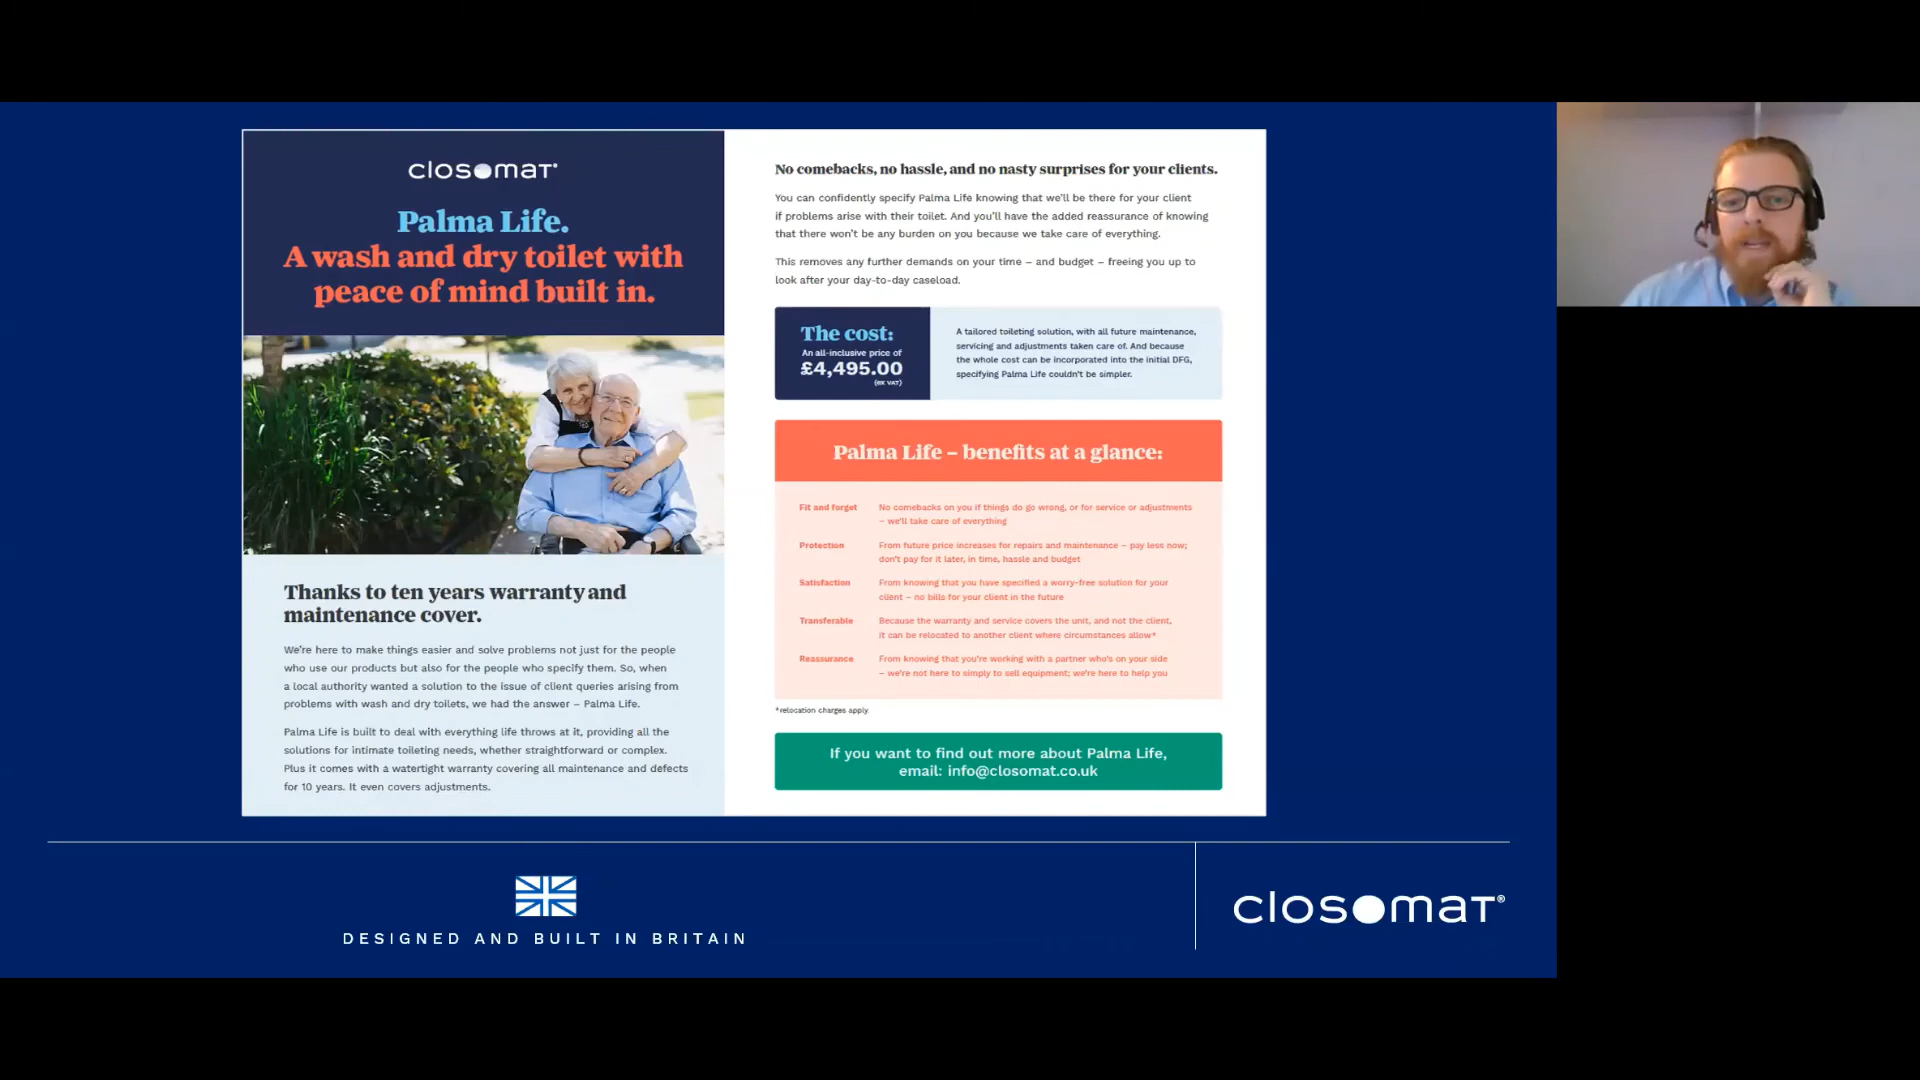 closomat
Palma Life.
A wash and dry toilet with
peace of mind built in.
Thanks to ten years warranty and
maintenance cover.
We're here to make things easier and solve problems not just for the people
who use our products but also for the people who specify them. So, when
a local authority wanted a solution to the issue of client queries arising from
problems with wash and dry toilets, we had the answer – Palma Life.
Palma Life is built to deal with everything life throws at it, providing all the
solutions for intimate toileting needs, whether straightforward or complex.
Plus it comes with a watertight warranty covering all maintenance and defects
for 10 years. It even covers adjustments.
No comebacks, no hassle, and no nasty surprises for your clients.
You can confidently specify Palma Life knowing that we'll be there for your client
if problems arise with their toilet. And you'll have the added reassurance of knowing
that there won't be any burden on you because we take care of everything.
This removes any further demands on your time – and budget – freeing you up to
look after your day-to-day caseload.
The cost:
An all-inclusive price of
£4,495.00
(ex VAT)
A tailored toileting solution, with all future maintenance,
servicing and adjustments taken care of. And because
the whole cost can be incorporated into the initial DFG,
specifying Palma Life couldn't be simpler.
Palma Life – benefits at a glance:
Fit and forget No comebacks on you if things do go wrong, or for service or adjustments
– we'll take care of everything
Protection From future price increases for repairs and maintenance – pay less now;
don't pay for it later, in time, hassle and budget
Satisfaction From knowing that you have specified a worry-free solution for your
client – no bills for your client in the future
Transferable Because the warranty and service covers the unit, and not the client,
it can be relocated to another client where circumstances allow*
Reassurance From knowing that you're working with a partner who's on your side
– we're not here to simply to sell equipment; we're here to help you
*relocation charges apply
If you want to find out more about Palma Life,
email: info@closomat.co.uk
DESIGNED AND BUILT IN BRITAIN
closomat®